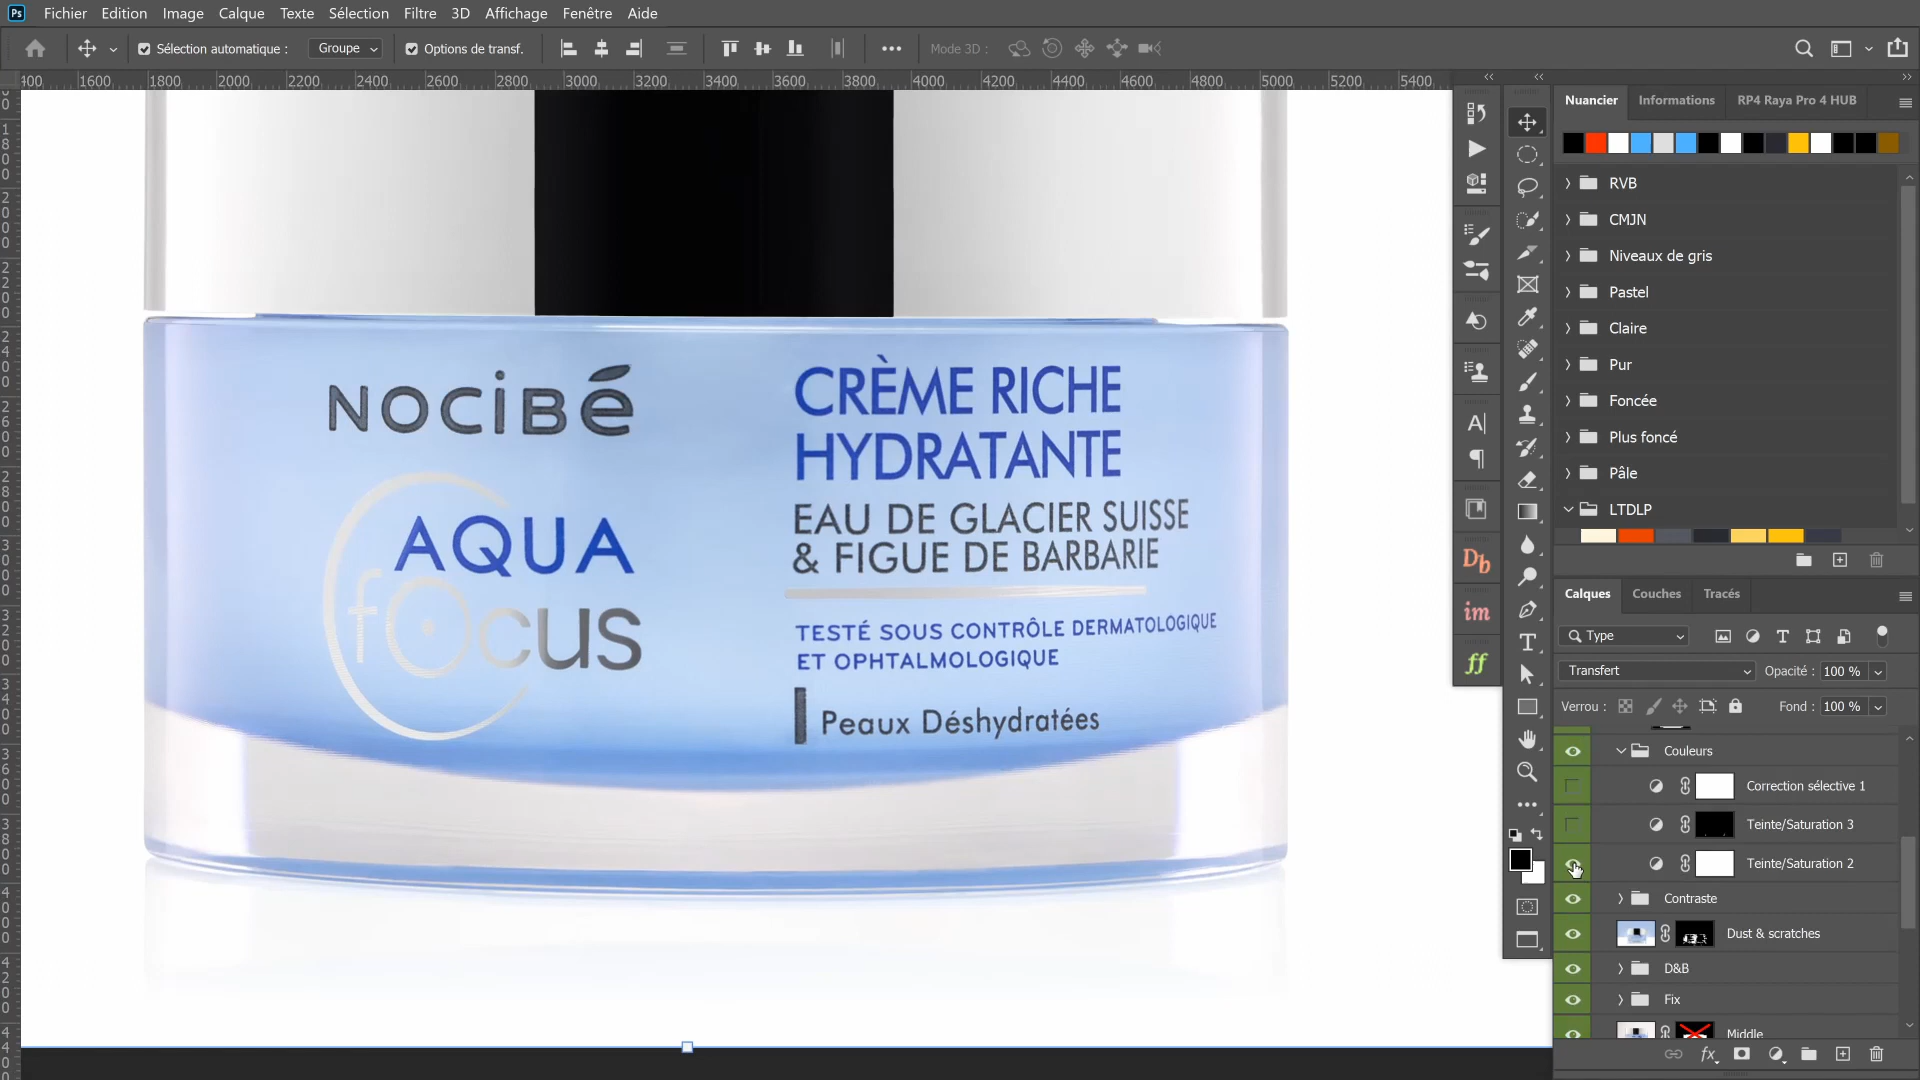 Ps Fichier Edition Image Calque Texte Sélection Filtre 3D Affichage Fenêtre Aide
Sélection automatique : Groupe Options de transf. Mode 3D :
400 1600 1800 2000 2200 2400 2600 2800 3000 3200 3400 3600 3800 4000 4200 4400 4600 4800 5000 5200 5400
Nuancier Informations RP4 Raya Pro 4 HUB
RVB
CMJN
Niveaux de gris
Pastel
Claire
Pur
Foncée
Plus foncé
Pâle
LTDLP
NOCIBÉ
AQUA
focus
CRÈME RICHE
HYDRATANTE
EAU DE GLACIER SUISSE
& FIGUE DE BARBARIE
TESTÉ SOUS CONTRÔLE DERMATOLOGIQUE
ET OPHTALMOLOGIQUE
Peaux Déshydratées
Db
im
ff
Calques Couches Tracés
Type
Transfert Opacité : 100 %
Verrou : Fond : 100 %
Couleurs
Correction sélective 1
Teinte/Saturation 3
Teinte/Saturation 2
Contraste
Dust & scratches
D&B
Fix
Middle
fx